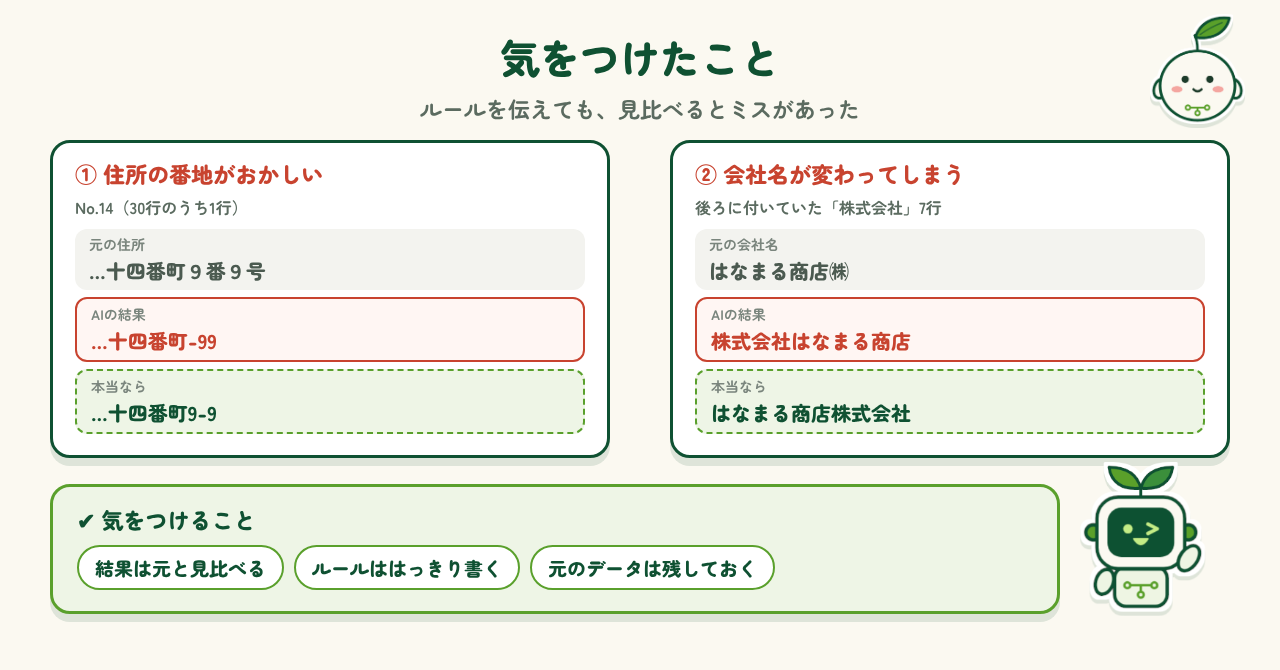 気をつけたこと
ルールを伝えても、見比べるとミスがあった
① 住所の番地がおかしい
No.14（30行のうち1行）
元の住所
…十四番町９番９号
AIの結果
…十四番町-99
本当なら
…十四番町9-9
② 会社名が変わってしまう
後ろに付いていた「株式会社」7行
元の会社名
はなまる商店㈱
AIの結果
株式会社はなまる商店
本当なら
はなまる商店株式会社
✔ 気をつけること
結果は元と見比べる
ルールははっきり書く
元のデータは残しておく